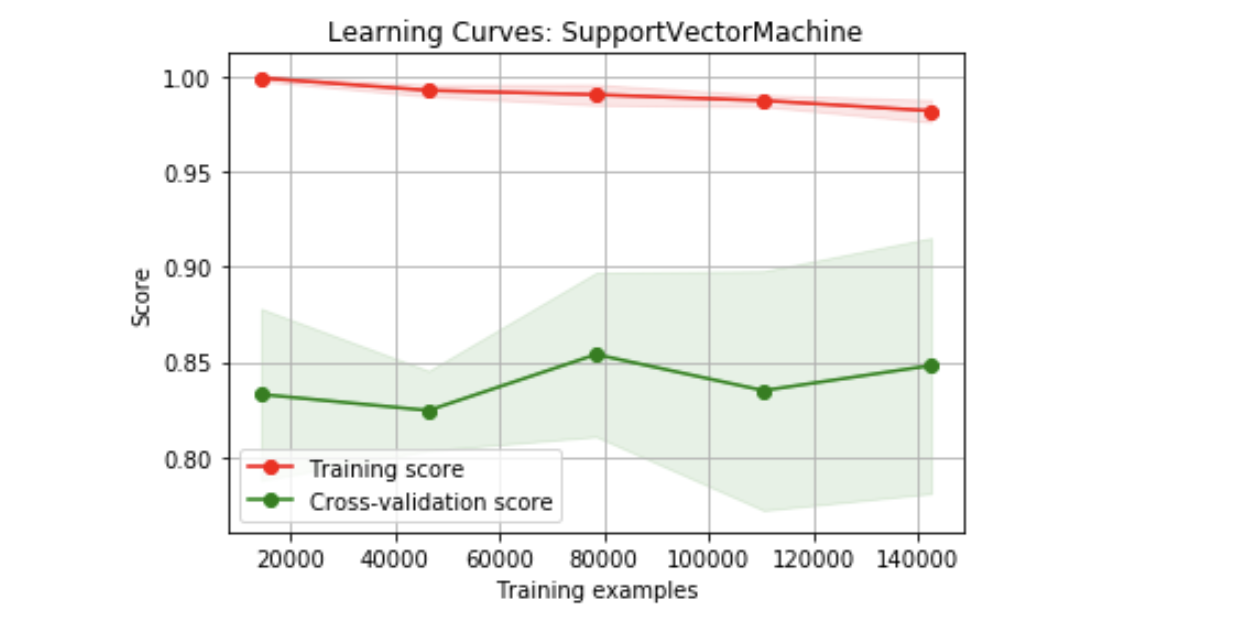 Learning Curves: SupportVectorMachine
1.00
0.95
0.90
0.85
0.80
Score
Training score
Cross-validation score
20000 40000 60000 80000 100000 120000 140000
Training examples